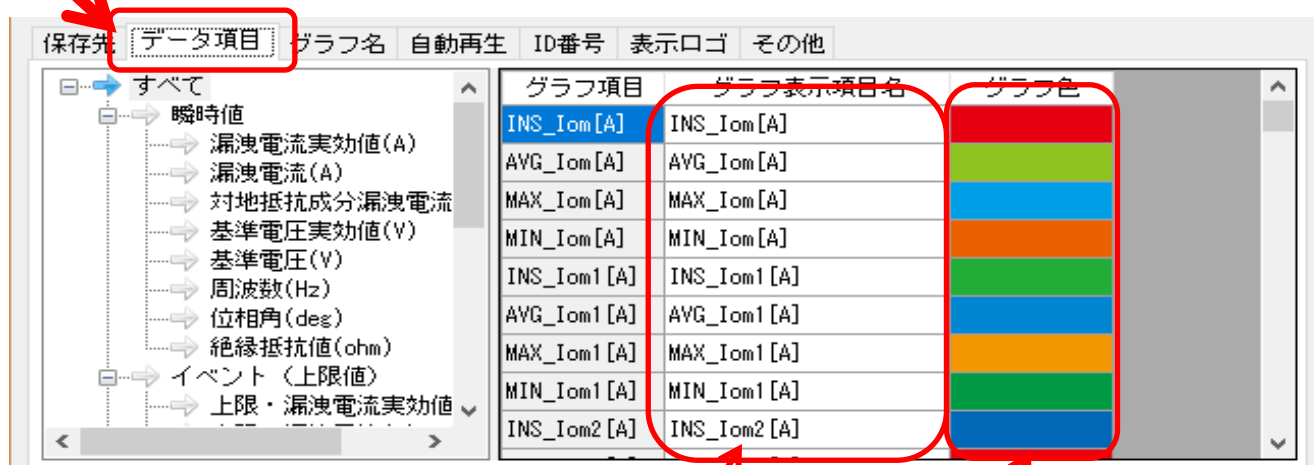 保存先 データ項目 グラフ名 自動再生 ID番号 表示ロゴ その他
すべて
瞬時値
漏洩電流実効値(A)
漏洩電流(A)
対地抵抗成分漏洩電流
基準電圧実効値(V)
基準電圧(V)
周波数(Hz)
位相角(deg)
絶縁抵抗値(ohm)
イベント（上限値）
上限・漏洩電流実効値
グラフ項目 グラフ表示項目名 グラフ色
INS_Iom[A] INS_Iom[A]
AVG_Iom[A] AVG_Iom[A]
MAX_Iom[A] MAX_Iom[A]
MIN_Iom[A] MIN_Iom[A]
INS_Iom1[A] INS_Iom1[A]
AVG_Iom1[A] AVG_Iom1[A]
MAX_Iom1[A] MAX_Iom1[A]
MIN_Iom1[A] MIN_Iom1[A]
INS_Iom2[A] INS_Iom2[A]